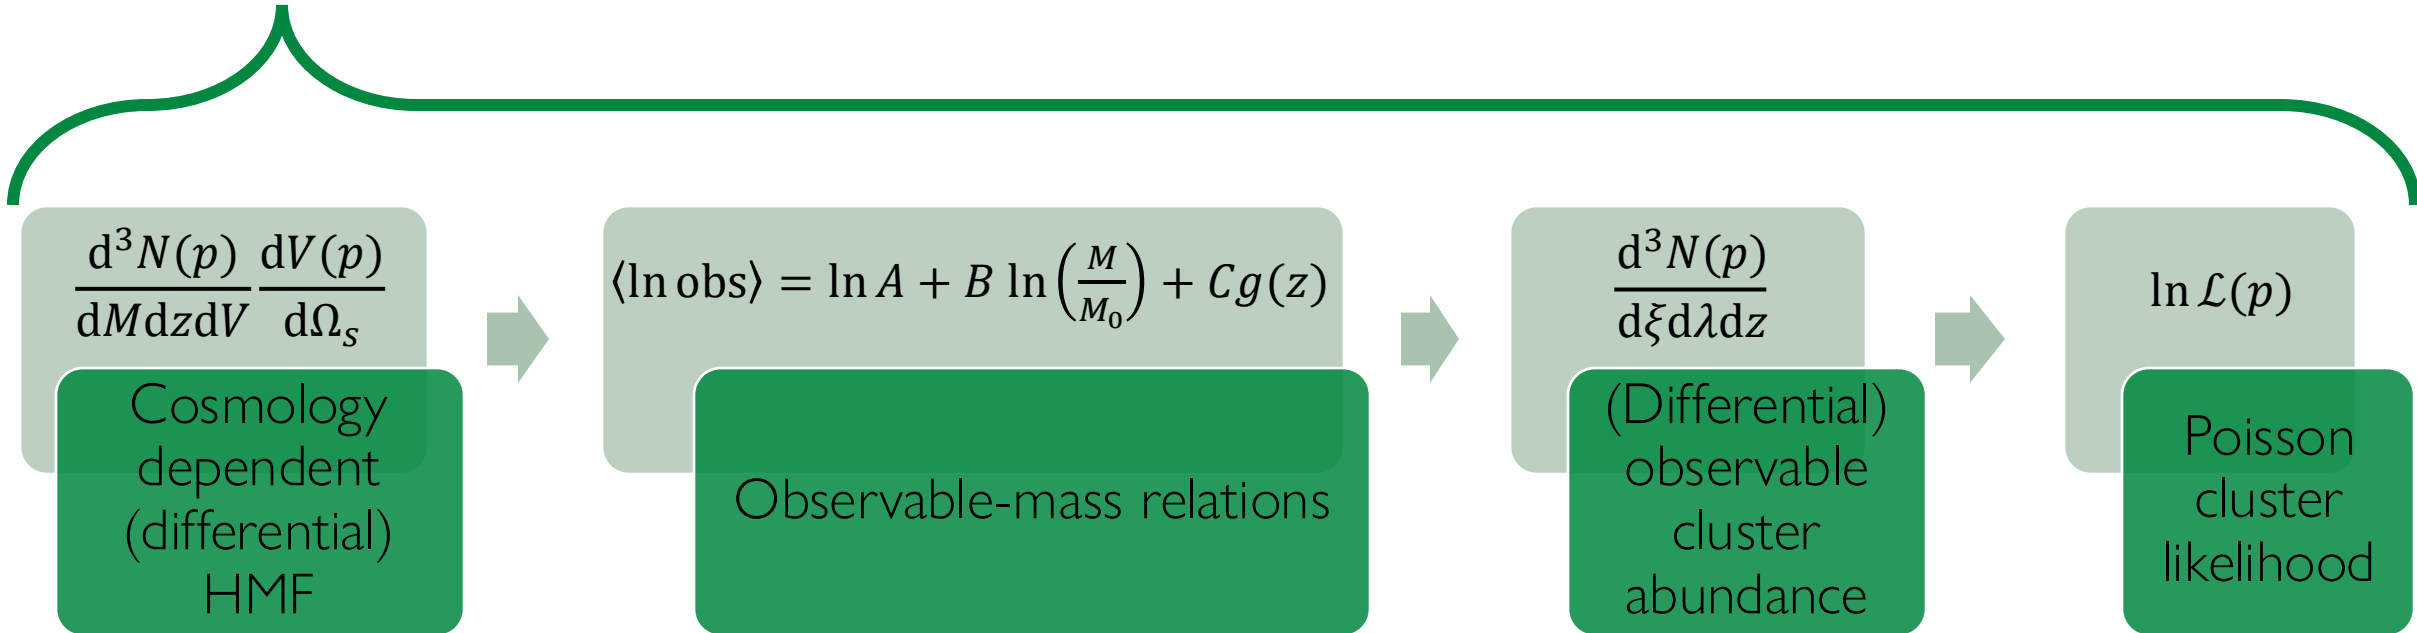 d³N(p)/dMdzdV dV(p)/dΩₛ
Cosmology
dependent
(differential)
HMF
⟨ln obs⟩ = ln A + B ln(M/M₀) + Cg(z)
Observable-mass relations
d³N(p)/dξdλdz
(Differential)
observable
cluster
abundance
ln ℒ(p)
Poisson
cluster
likelihood